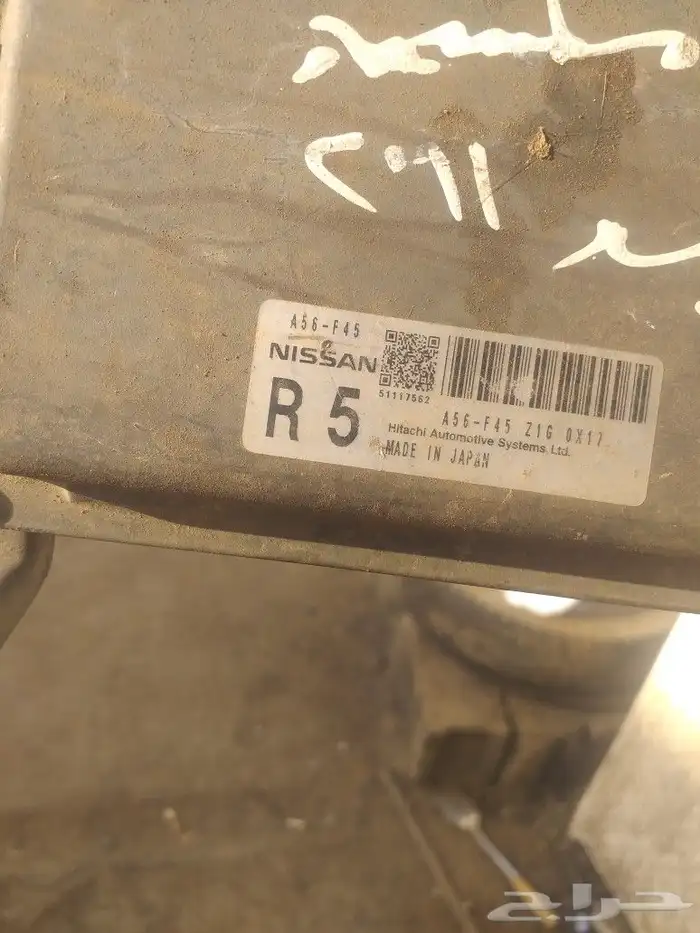 A56-F45
NISSAN
R 5
51117562
A56-F45 Z1G 0X17
Hitachi Automotive Systems, Ltd.
MADE IN JAPAN
حراج